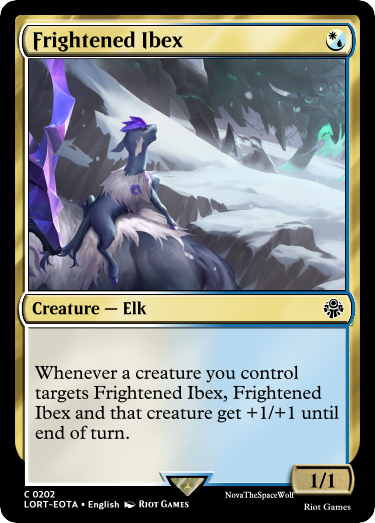 Frightened Ibex
Creature — Elk
Whenever a creature you control
targets Frightened Ibex, Frightened
Ibex and that creature get +1/+1 until
end of turn.
1/1
C 0202
LORT-EOTA • English RIOT GAMES
NovaTheSpaceWolf
Riot Games